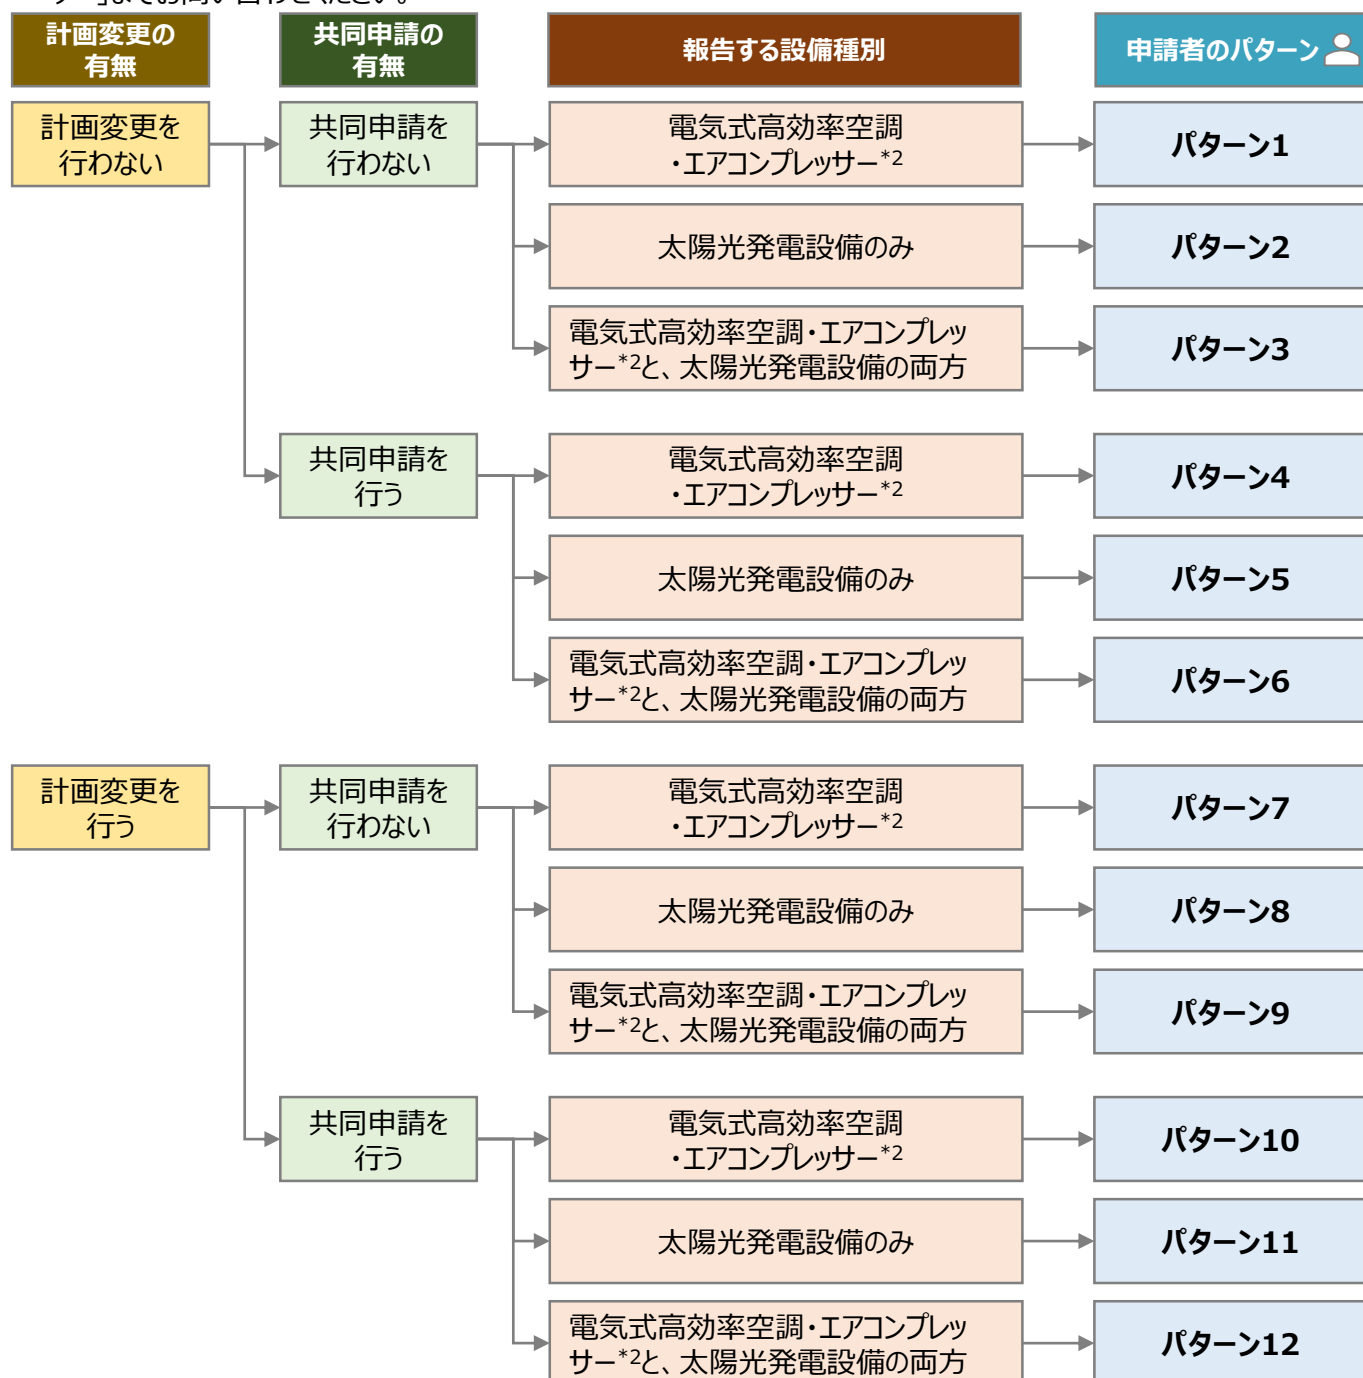 計画変更の
有無
共同申請の
有無
報告する設備種別
申請者のパターン
計画変更を
行わない
共同申請を
行わない
電気式高効率空調
・エアコンプレッサー*2
パターン1
太陽光発電設備のみ
パターン2
電気式高効率空調・エアコンプレッ
サー*2と、太陽光発電設備の両方
パターン3
共同申請を
行う
電気式高効率空調
・エアコンプレッサー*2
パターン4
太陽光発電設備のみ
パターン5
電気式高効率空調・エアコンプレッ
サー*2と、太陽光発電設備の両方
パターン6
計画変更を
行う
共同申請を
行わない
電気式高効率空調
・エアコンプレッサー*2
パターン7
太陽光発電設備のみ
パターン8
電気式高効率空調・エアコンプレッ
サー*2と、太陽光発電設備の両方
パターン9
共同申請を
行う
電気式高効率空調
・エアコンプレッサー*2
パターン10
太陽光発電設備のみ
パターン11
電気式高効率空調・エアコンプレッ
サー*2と、太陽光発電設備の両方
パターン12